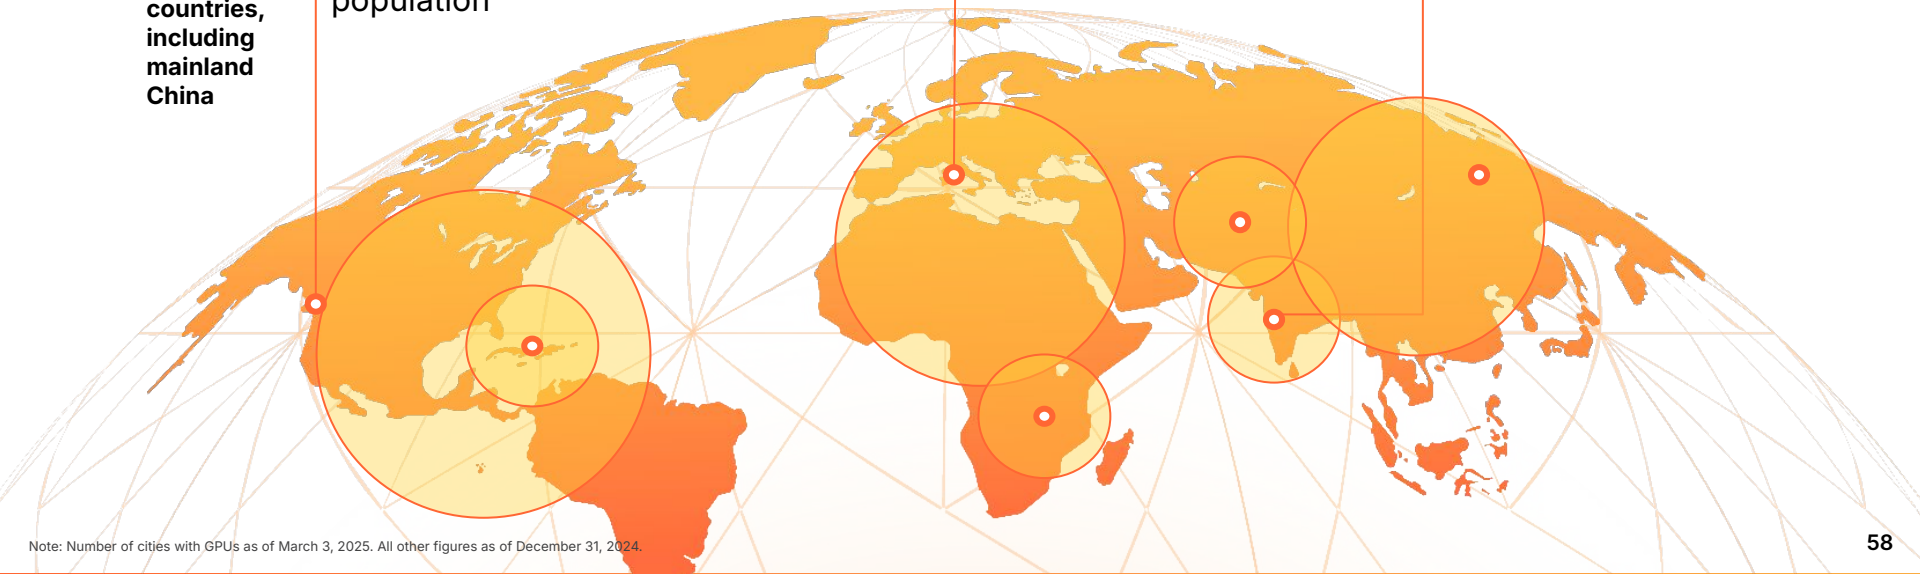 countries,
including
mainland
China
population
Note: Number of cities with GPUs as of March 3, 2025. All other figures as of December 31, 2024.
58